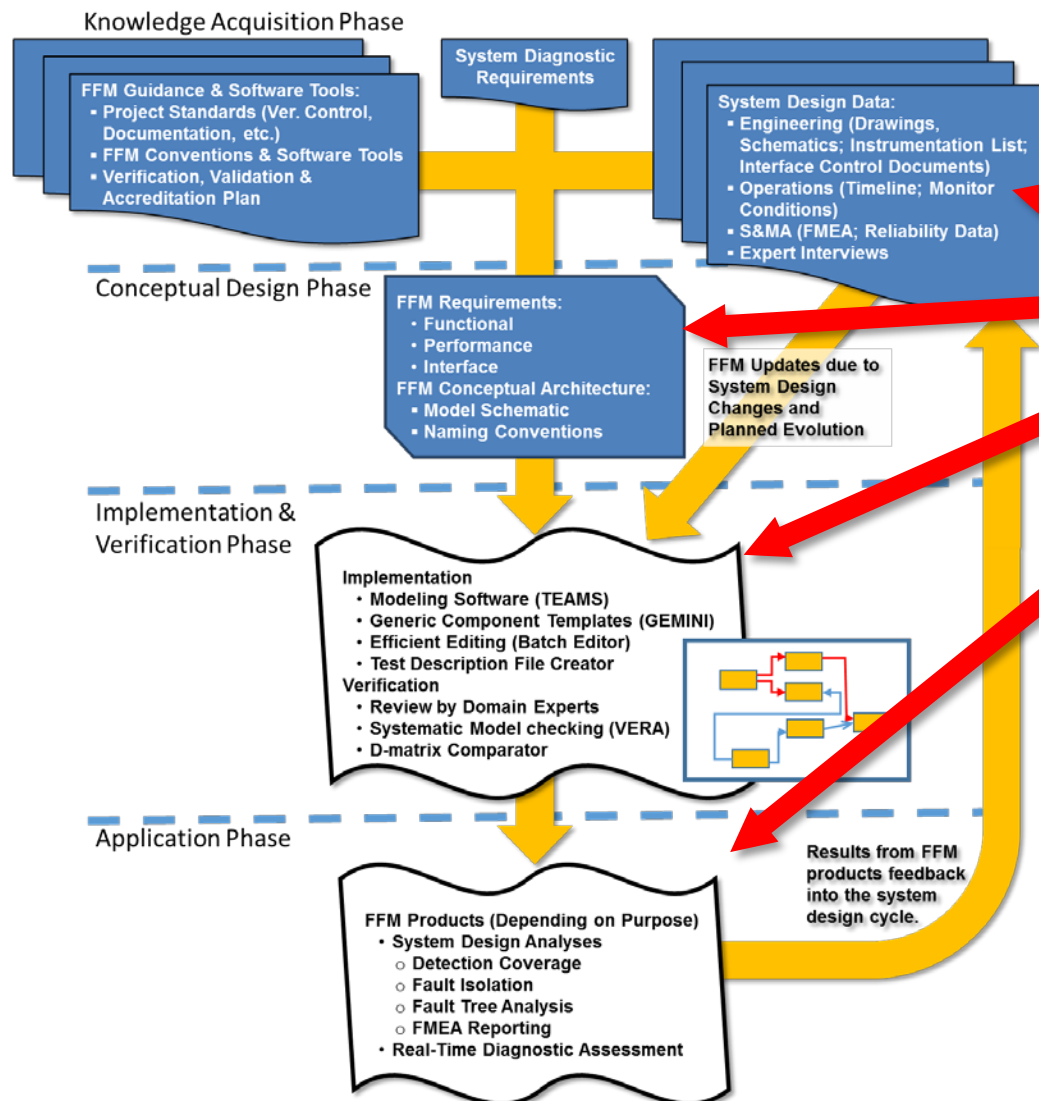 Knowledge Acquisition Phase
FFM Guidance & Software Tools:
▪ Project Standards (Ver. Control,
Documentation, etc.)
▪ FFM Conventions & Software Tools
▪ Verification, Validation &
Accreditation Plan
System Diagnostic
Requirements
System Design Data:
▪ Engineering (Drawings,
Schematics; Instrumentation List;
Interface Control Documents)
▪ Operations (Timeline; Monitor
Conditions)
▪ S&MA (FMEA; Reliability Data)
▪ Expert Interviews
Conceptual Design Phase
FFM Requirements:
• Functional
• Performance
• Interface
FFM Conceptual Architecture:
▪ Model Schematic
▪ Naming Conventions
FFM Updates due to
System Design
Changes and
Planned Evolution
Implementation &
Verification Phase
Implementation
• Modeling Software (TEAMS)
• Generic Component Templates (GEMINI)
• Efficient Editing (Batch Editor)
• Test Description File Creator
Verification
• Review by Domain Experts
• Systematic Model checking (VERA)
• D-matrix Comparator
Application Phase
FFM Products (Depending on Purpose)
• System Design Analyses
o Detection Coverage
o Fault Isolation
o Fault Tree Analysis
o FMEA Reporting
• Real-Time Diagnostic Assessment
Results from FFM
products feedback
into the system
design cycle.